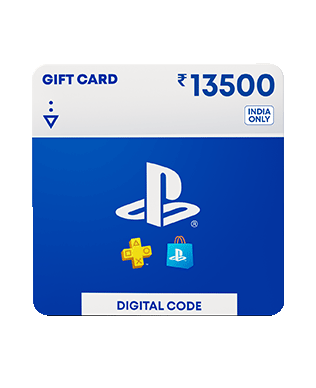 GIFT CARD
₹13500
INDIA
ONLY
®
DIGITAL CODE